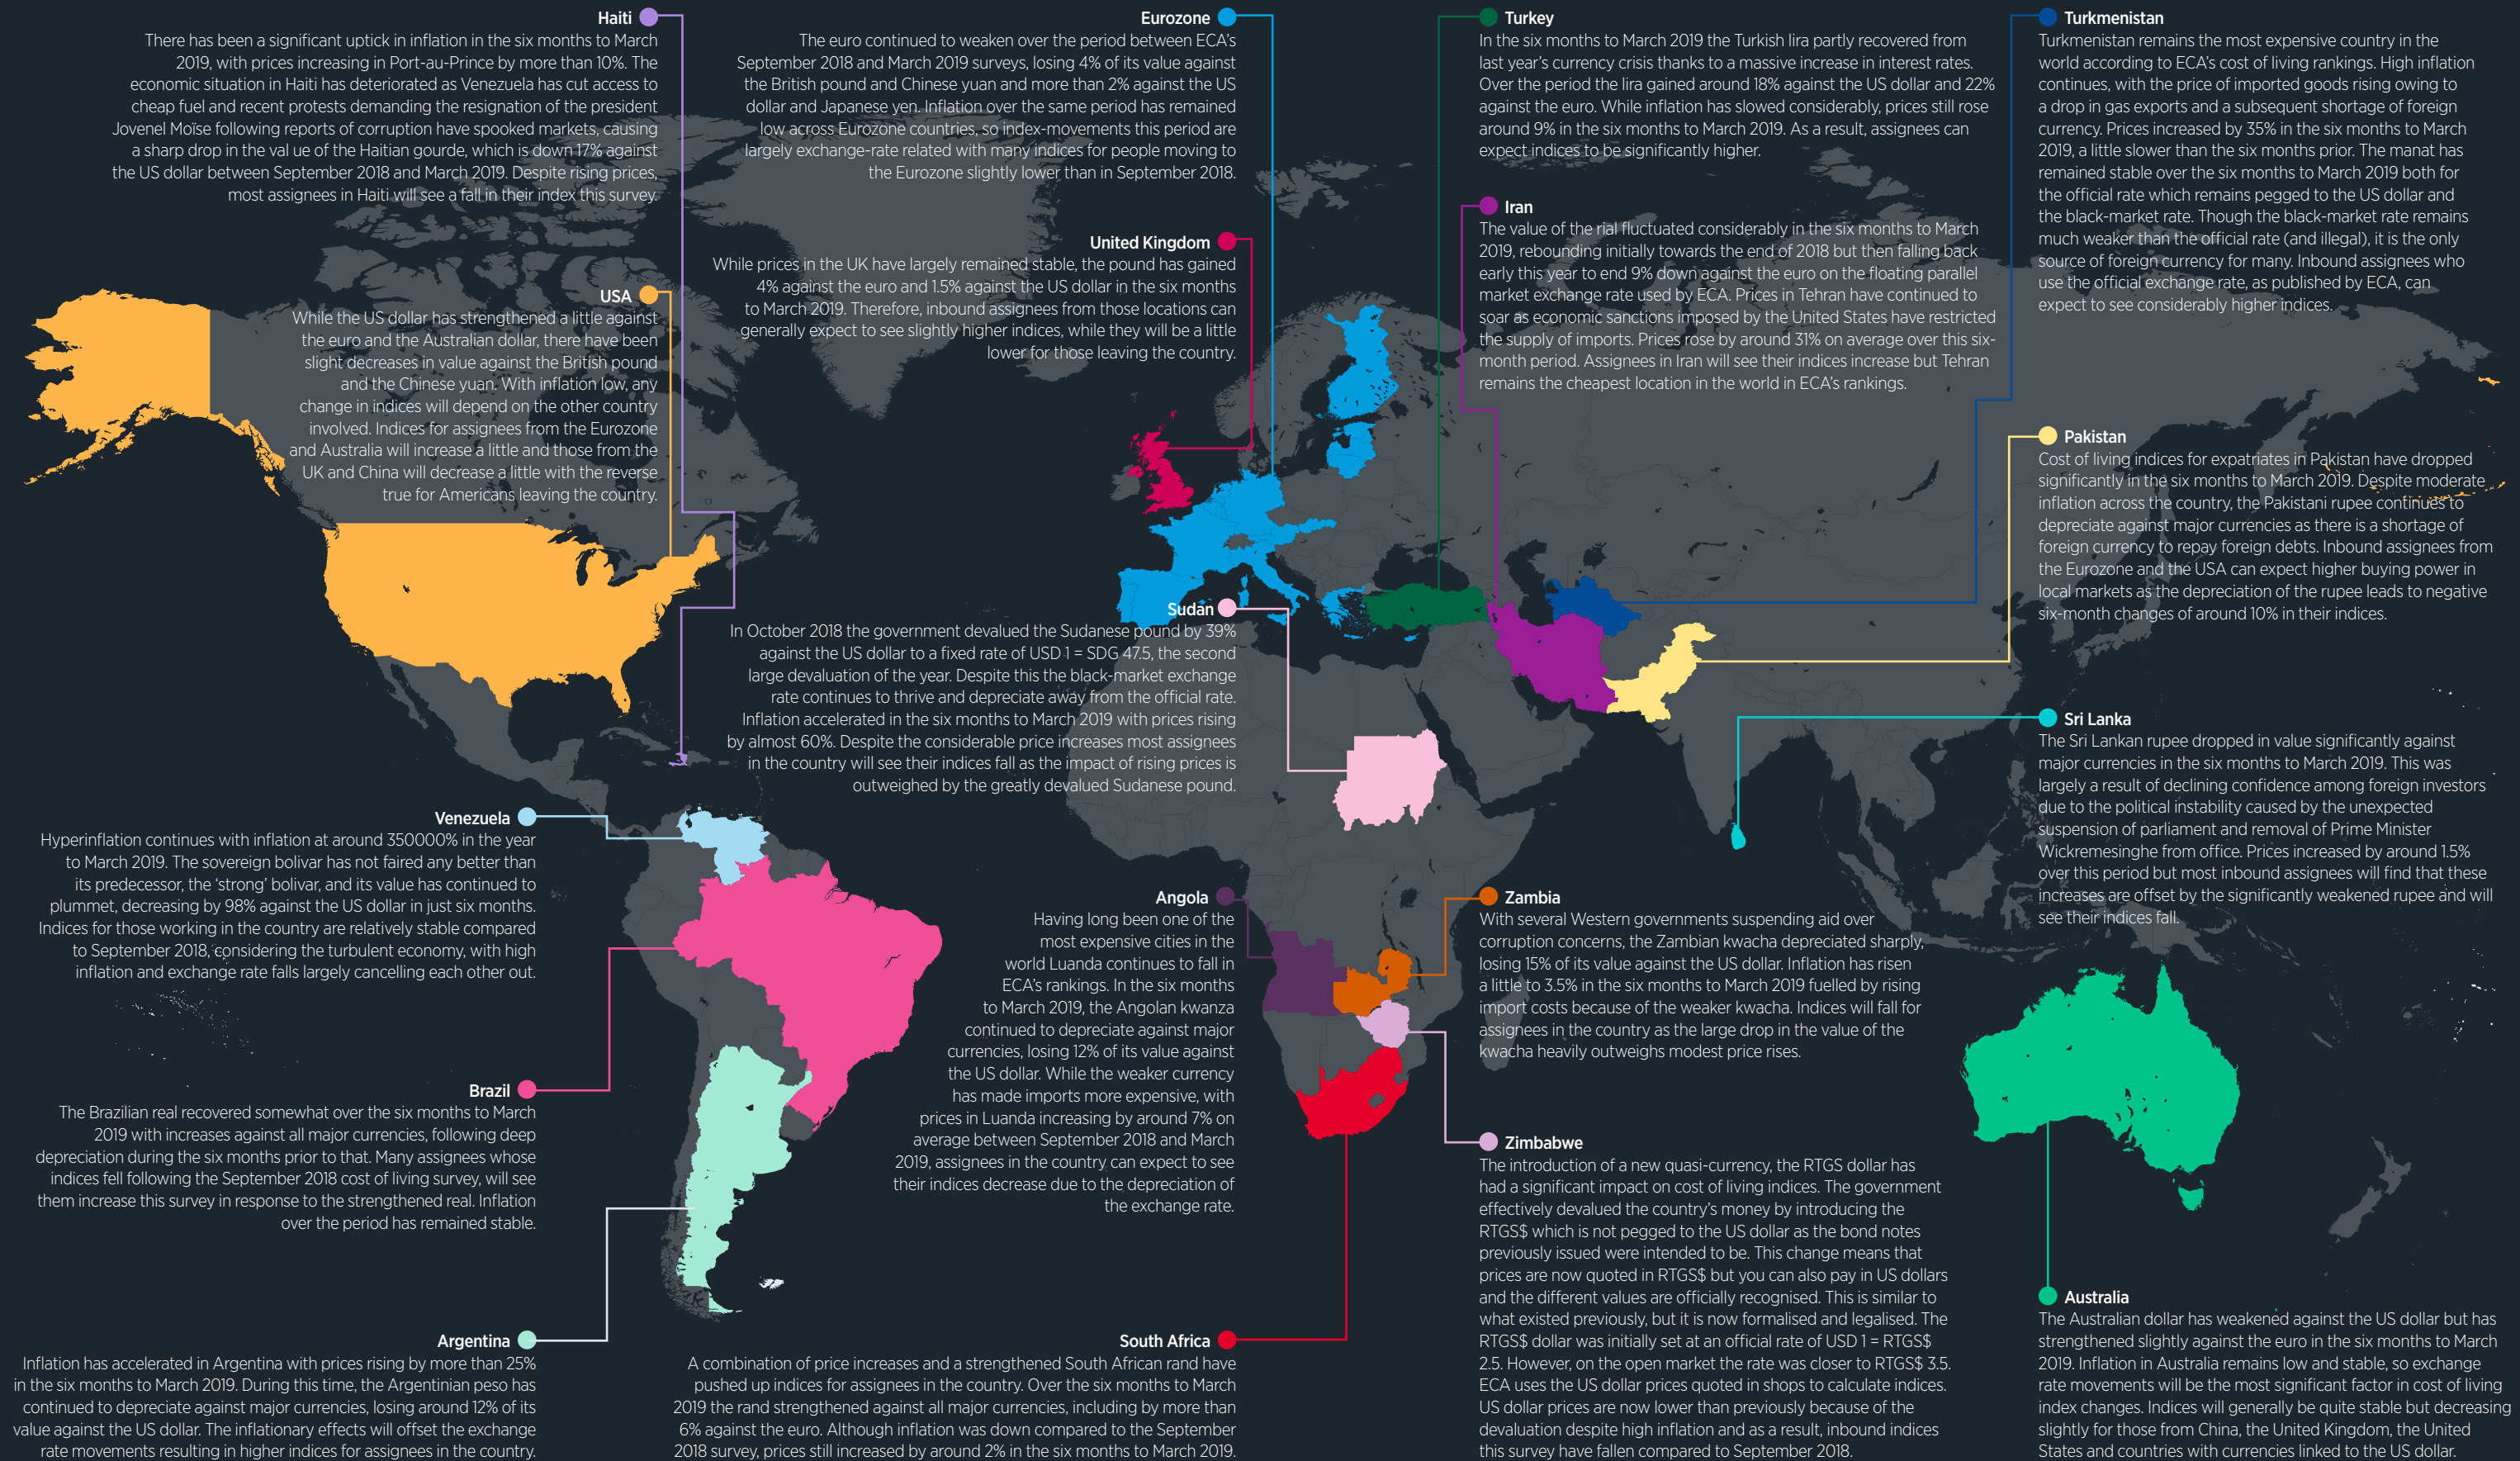 Haiti
There has been a significant uptick in inflation in the six months to March
2019, with prices increasing in Port-au-Prince by more than 10%. The
economic situation in Haiti has deteriorated as Venezuela has cut access to
cheap fuel and recent protests demanding the resignation of the president
Jovenel Moïse following reports of corruption have spooked markets, causing
a sharp drop in the val ue of the Haitian gourde, which is down 17% against
the US dollar between September 2018 and March 2019. Despite rising prices,
most assignees in Haiti will see a fall in their index this survey.
USA
While the US dollar has strengthened a little against
the euro and the Australian dollar, there have been
slight decreases in value against the British pound
and the Chinese yuan. With inflation low, any
change in indices will depend on the other country
involved. Indices for assignees from the Eurozone
and Australia will increase a little and those from the
UK and China will decrease a little with the reverse
true for Americans leaving the country.
Venezuela
Hyperinflation continues with inflation at around 350000% in the year
to March 2019. The sovereign bolivar has not faired any better than
its predecessor, the ‘strong’ bolivar, and its value has continued to
plummet, decreasing by 98% against the US dollar in just six months.
Indices for those working in the country are relatively stable compared
to September 2018, considering the turbulent economy, with high
inflation and exchange rate falls largely cancelling each other out.
Brazil
The Brazilian real recovered somewhat over the six months to March
2019 with increases against all major currencies, following deep
depreciation during the six months prior to that. Many assignees whose
indices fell following the September 2018 cost of living survey, will see
them increase this survey in response to the strengthened real. Inflation
over the period has remained stable.
Argentina
Inflation has accelerated in Argentina with prices rising by more than 25%
in the six months to March 2019. During this time, the Argentinian peso has
continued to depreciate against major currencies, losing around 12% of its
value against the US dollar. The inflationary effects will offset the exchange
rate movements resulting in higher indices for assignees in the country.
Eurozone
The euro continued to weaken over the period between ECA’s
September 2018 and March 2019 surveys, losing 4% of its value against
the British pound and Chinese yuan and more than 2% against the US
dollar and Japanese yen. Inflation over the same period has remained
low across Eurozone countries, so index-movements this period are
largely exchange-rate related with many indices for people moving to
the Eurozone slightly lower than in September 2018.
United Kingdom
While prices in the UK have largely remained stable, the pound has gained
4% against the euro and 1.5% against the US dollar in the six months
to March 2019. Therefore, inbound assignees from those locations can
generally expect to see slightly higher indices, while they will be a little
lower for those leaving the country.
Sudan
In October 2018 the government devalued the Sudanese pound by 39%
against the US dollar to a fixed rate of USD 1 = SDG 47.5, the second
large devaluation of the year. Despite this the black-market exchange
rate continues to thrive and depreciate away from the official rate.
Inflation accelerated in the six months to March 2019 with prices rising
by almost 60%. Despite the considerable price increases most assignees
in the country will see their indices fall as the impact of rising prices is
outweighed by the greatly devalued Sudanese pound.
Angola
Having long been one of the
most expensive cities in the
world Luanda continues to fall in
ECA’s rankings. In the six months
to March 2019, the Angolan kwanza
continued to depreciate against major
currencies, losing 12% of its value against
the US dollar. While the weaker currency
has made imports more expensive, with
prices in Luanda increasing by around 7% on
average between September 2018 and March
2019, assignees in the country can expect to see
their indices decrease due to the depreciation of
the exchange rate.
South Africa
A combination of price increases and a strengthened South African rand have
pushed up indices for assignees in the country. Over the six months to March
2019 the rand strengthened against all major currencies, including by more than
6% against the euro. Although inflation was down compared to the September
2018 survey, prices still increased by around 2% in the six months to March 2019.
Turkey
In the six months to March 2019 the Turkish lira partly recovered from
last year’s currency crisis thanks to a massive increase in interest rates.
Over the period the lira gained around 18% against the US dollar and 22%
against the euro. While inflation has slowed considerably, prices still rose
around 9% in the six months to March 2019. As a result, assignees can
expect indices to be significantly higher.
Iran
The value of the rial fluctuated considerably in the six months to March
2019, rebounding initially towards the end of 2018 but then falling back
early this year to end 9% down against the euro on the floating parallel
market exchange rate used by ECA. Prices in Tehran have continued to
soar as economic sanctions imposed by the United States have restricted
the supply of imports. Prices rose by around 31% on average over this six-
month period. Assignees in Iran will see their indices increase but Tehran
remains the cheapest location in the world in ECA’s rankings.
Zambia
With several Western governments suspending aid over
corruption concerns, the Zambian kwacha depreciated sharply,
losing 15% of its value against the US dollar. Inflation has risen
a little to 3.5% in the six months to March 2019 fuelled by rising
import costs because of the weaker kwacha. Indices will fall for
assignees in the country as the large drop in the value of the
kwacha heavily outweighs modest price rises.
Zimbabwe
The introduction of a new quasi-currency, the RTGS dollar has
had a significant impact on cost of living indices. The government
effectively devalued the country’s money by introducing the
RTGS$ which is not pegged to the US dollar as the bond notes
previously issued were intended to be. This change means that
prices are now quoted in RTGS$ but you can also pay in US dollars
and the different values are officially recognised. This is similar to
what existed previously, but it is now formalised and legalised. The
RTGS$ dollar was initially set at an official rate of USD 1 = RTGS$
2.5. However, on the open market the rate was closer to RTGS$ 3.5.
ECA uses the US dollar prices quoted in shops to calculate indices.
US dollar prices are now lower than previously because of the
devaluation despite high inflation and as a result, inbound indices
this survey have fallen compared to September 2018.
Turkmenistan
Turkmenistan remains the most expensive country in the
world according to ECA’s cost of living rankings. High inflation
continues, with the price of imported goods rising owing to
a drop in gas exports and a subsequent shortage of foreign
currency. Prices increased by 35% in the six months to March
2019, a little slower than the six months prior. The manat has
remained stable over the six months to March 2019 both for
the official rate which remains pegged to the US dollar and
the black-market rate. Though the black-market rate remains
much weaker than the official rate (and illegal), it is the only
source of foreign currency for many. Inbound assignees who
use the official exchange rate, as published by ECA, can
expect to see considerably higher indices.
Pakistan
Cost of living indices for expatriates in Pakistan have dropped
significantly in the six months to March 2019. Despite moderate
inflation across the country, the Pakistani rupee continues to
depreciate against major currencies as there is a shortage of
foreign currency to repay foreign debts. Inbound assignees from
the Eurozone and the USA can expect higher buying power in
local markets as the depreciation of the rupee leads to negative
six-month changes of around 10% in their indices.
Sri Lanka
The Sri Lankan rupee dropped in value significantly against
major currencies in the six months to March 2019. This was
largely a result of declining confidence among foreign investors
due to the political instability caused by the unexpected
suspension of parliament and removal of Prime Minister
Wickremesinghe from office. Prices increased by around 1.5%
over this period but most inbound assignees will find that these
increases are offset by the significantly weakened rupee and will
see their indices fall.
Australia
The Australian dollar has weakened against the US dollar but has
strengthened slightly against the euro in the six months to March
2019. Inflation in Australia remains low and stable, so exchange
rate movements will be the most significant factor in cost of living
index changes. Indices will generally be quite stable but decreasing
slightly for those from China, the United Kingdom, the United
States and countries with currencies linked to the US dollar.